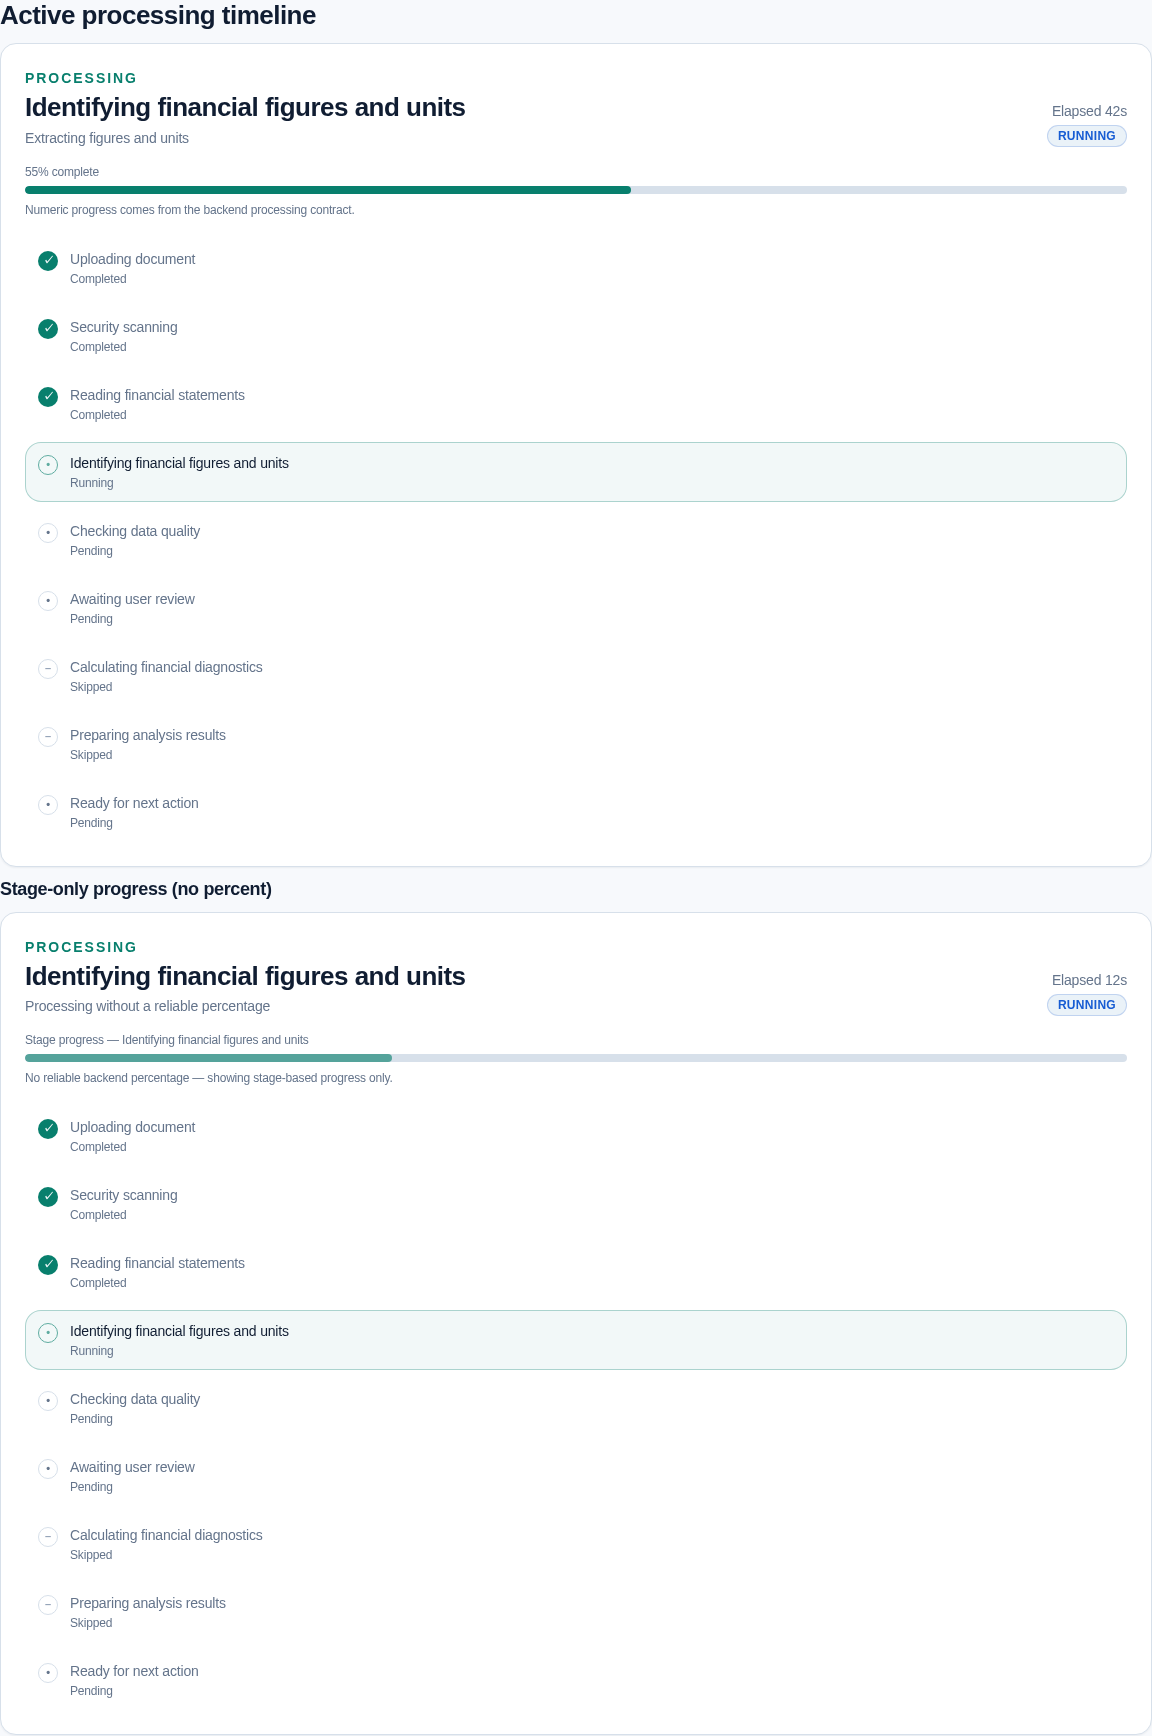 Active processing timeline
PROCESSING
Identifying financial figures and units
Elapsed 42s
Extracting figures and units
RUNNING
55% complete
Numeric progress comes from the backend processing contract.
✓ Uploading document
Completed
✓ Security scanning
Completed
✓ Reading financial statements
Completed
• Identifying financial figures and units
Running
• Checking data quality
Pending
• Awaiting user review
Pending
– Calculating financial diagnostics
Skipped
– Preparing analysis results
Skipped
• Ready for next action
Pending
Stage-only progress (no percent)
PROCESSING
Identifying financial figures and units
Elapsed 12s
Processing without a reliable percentage
RUNNING
Stage progress — Identifying financial figures and units
No reliable backend percentage — showing stage-based progress only.
✓ Uploading document
Completed
✓ Security scanning
Completed
✓ Reading financial statements
Completed
• Identifying financial figures and units
Running
• Checking data quality
Pending
• Awaiting user review
Pending
– Calculating financial diagnostics
Skipped
– Preparing analysis results
Skipped
• Ready for next action
Pending